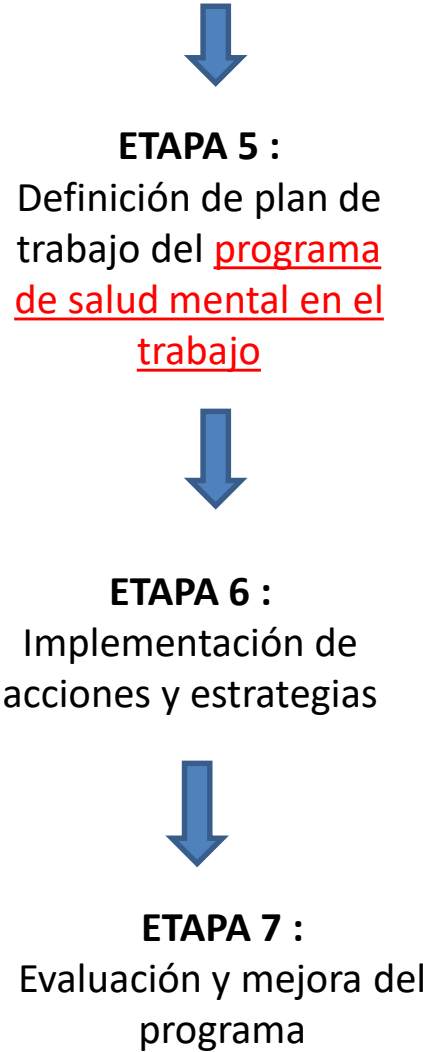 ETAPA 5 :
Definición de plan de
trabajo del programa
de salud mental en el
trabajo
ETAPA 6 :
Implementación de
acciones y estrategias
ETAPA 7 :
Evaluación y mejora del
programa